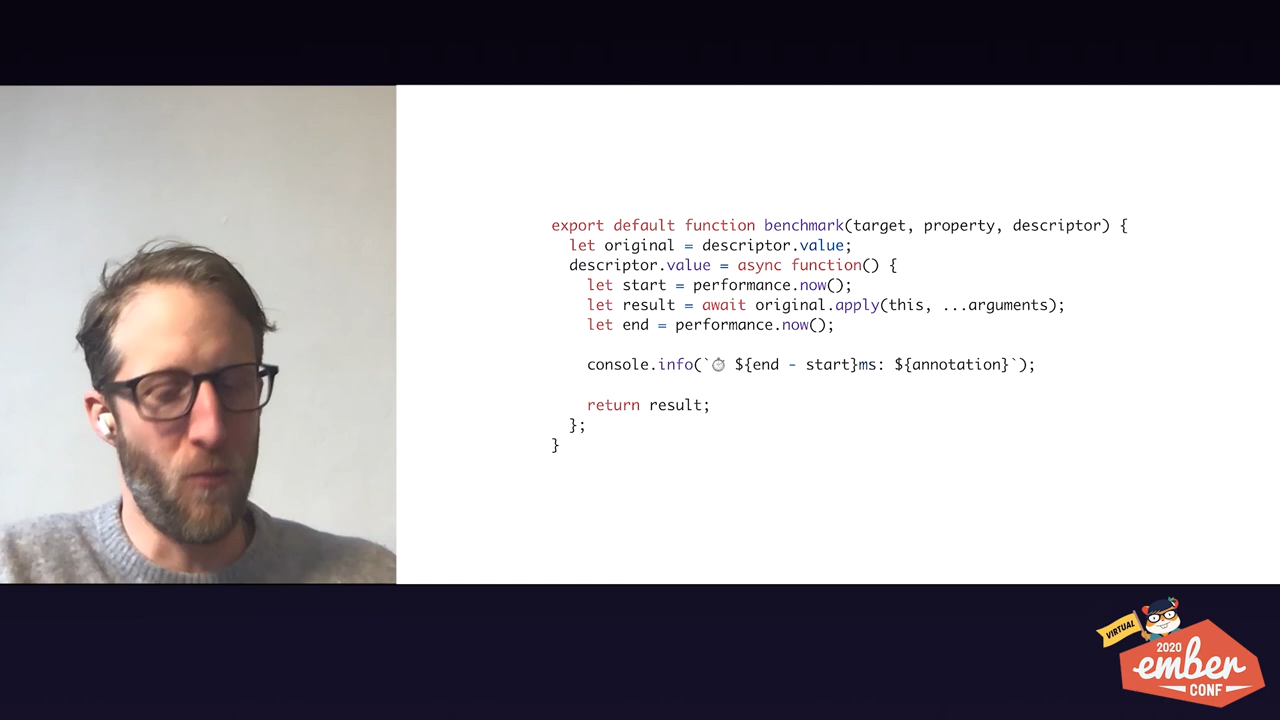 export default function benchmark(target, property, descriptor) {
let original = descriptor.value;
descriptor.value = async function() {
let start = performance.now();
let result = await original.apply(this, ...arguments);
let end = performance.now();
console.info(`⏱ ${end - start}ms: ${annotation}`);
return result;
};
}
VIRTUAL
2020
ember
CONF